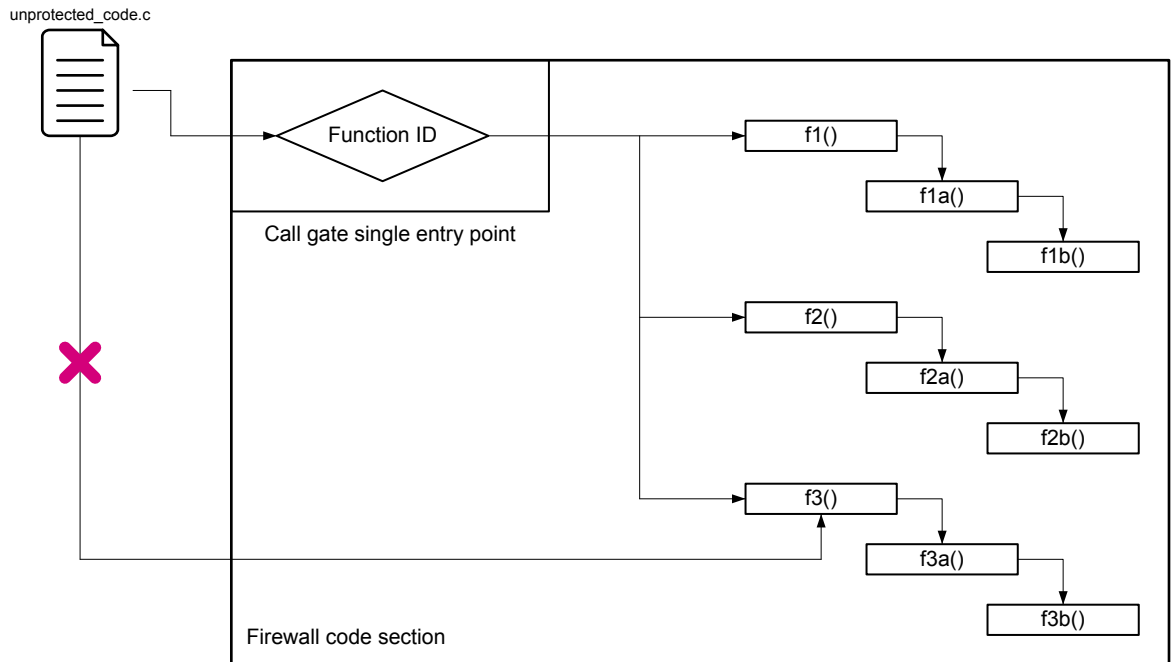 unprotected_code.c
Function ID
Call gate single entry point
f1()
f1a()
f1b()
f2()
f2a()
f2b()
f3()
f3a()
f3b()
Firewall code section